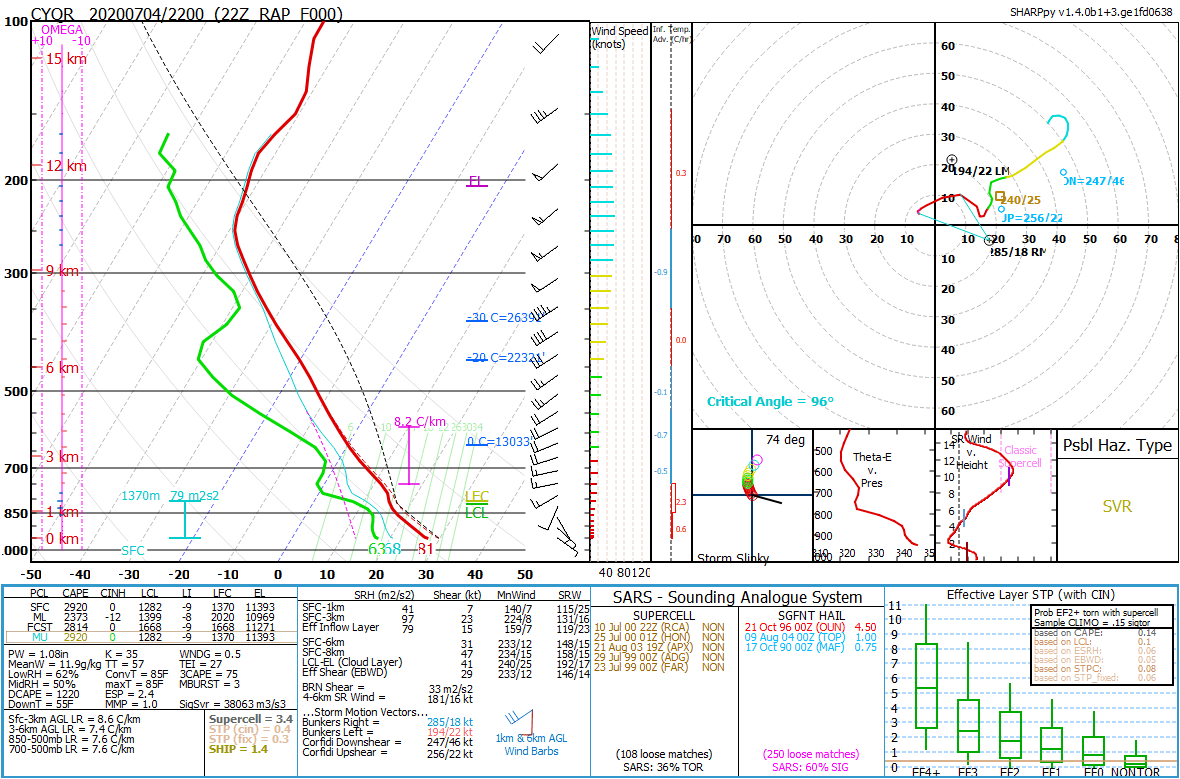 CYQR 20200704/2200 (22Z RAP F000)
SHARPpy v1.4.0b1+3.ge1fd0638
100
OMEGA
+10 -10
15 km
12 km
200
EL
9 km
300
-20 C=22321'
6 km
500
8.2 C/km
0 C=13033'
3 km
700
1370m 79 m2s2
LFC
LCL
850
1 km
0 km
SFC
-50 -40 -30 -20 -10 0 10 20 30 40 50
Wind Speed
(knots)
40 80 120
Inf. Temp.
Adv. (C/hr)
0.3
-0.9
0.0
-0.1
-0.7
-0.5
2.3
0.6
60
50
40
30
20
10
194/22 LM
240/25
70 60 50 40 30 20 10 10 20 30 40 50 60 70
285/18 RM
10
20
30
40
50
60
Critical Angle = 96°
74 deg
Storm Slinky
500
600
700
800
900
Theta-E
v.
Pres
320 330 340
SR Wind
v.
Height
Classic
Supercell
14
12
10
8
6
4
2
Psbl Haz. Type
SVR
PCL CAPE CINH LCL LI LFC EL
SFC 2920 0 1282 -9 1370 11393
ML 2373 -12 1399 -8 2020 10969
FCST 2814 0 1668 -9 1668 11271
MU 2920 0 1282 -9 1370 11393
PW = 1.08in K = 35 WNDG = 0.5
MeanW = 11.9g/kg TT = 57 TEI = 27
LowRH = 62% ConvT = 85F 3CAPE = 75
MidRH = 50% maxT = 85F MBURST = 3
DCAPE = 1220 ESP = 2.4
DownT = 55F MMP = 1.0 SigSvr = 38063 m3/s3
Sfc-3km AGL LR = 8.6 C/km
3-6km AGL LR = 7.4 C/km
850-500mb LR = 7.6 C/km
700-500mb LR = 7.6 C/km
Supercell = 3.4
STP (cin) = 0.4
STP (fix) = 0.3
SHIP = 1.4
SRH (m2/s2) Shear (kt) MnWind SRW
SFC-1km 41 7 140/7 115/25
SFC-3km 97 23 224/8 131/16
Eff Inflow Layer 79 15 159/7 119/23
SFC-6km 31 233/12 148/15
SFC-8km 47 234/15 158/15
LCL-EL (Cloud Layer) 41 240/25 192/17
Eff Shear (EBWD) 29 233/12 146/14
BRN Shear = 33 m2/s2
4-6km SR Wind = 181/16 kt
...Storm Motion Vectors...
Bunkers Right = 285/18 kt
Bunkers Left = 194/22 kt
Corfidi Downshear = 247/46 kt
Corfidi Upshear = 256/22 kt
1km & 6km AGL
Wind Barbs
SARS - Sounding Analogue System
SUPERCELL
10 Jul 00 22Z (RCA) NON
25 Jul 00 01Z (HON) NON
21 Aug 03 19Z (APX) NON
29 Jul 99 00Z (ADG) NON
23 Jul 99 00Z (FAR) NON
(108 loose matches)
SARS: 36% TOR
SGFNT HAIL
21 Oct 96 00Z (OUN) 4.50
09 Aug 04 00Z (TOP) 1.00
17 Oct 90 00Z (MAF) 0.75
(250 loose matches)
SARS: 60% SIG
Effective Layer STP (with CIN)
11
10
9
8
7
6
5
4
3
2
1
0
Prob EF2+ torn with supercell
Sample CLIMO = .15 sigtor
based on CAPE: 0.14
based on LCL: 0.1
based on ESRH: 0.06
based on EBWD: 0.05
based on STPC: 0.08
based on STP_fixed: 0.06
EF4+ EF3 EF2 EF1 EF0 NONTOR